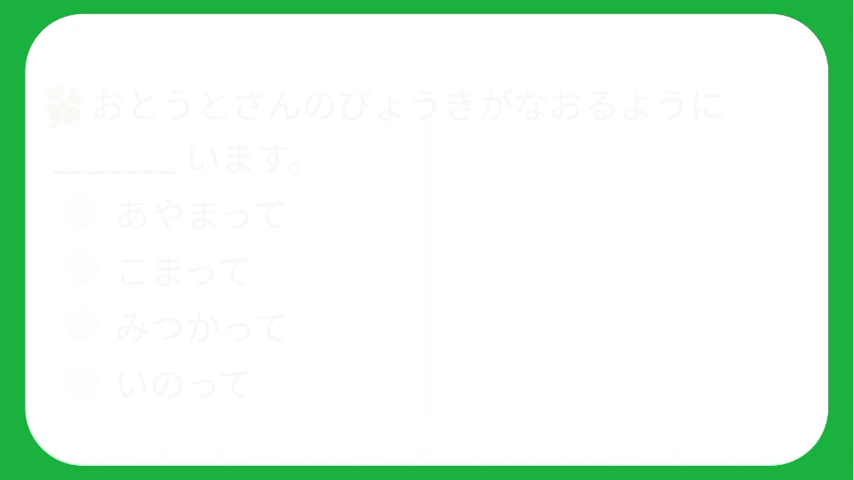 おとうとさんのびょうきがなおるように
_______ います。
あやまって
こまって
みつかって
いのって